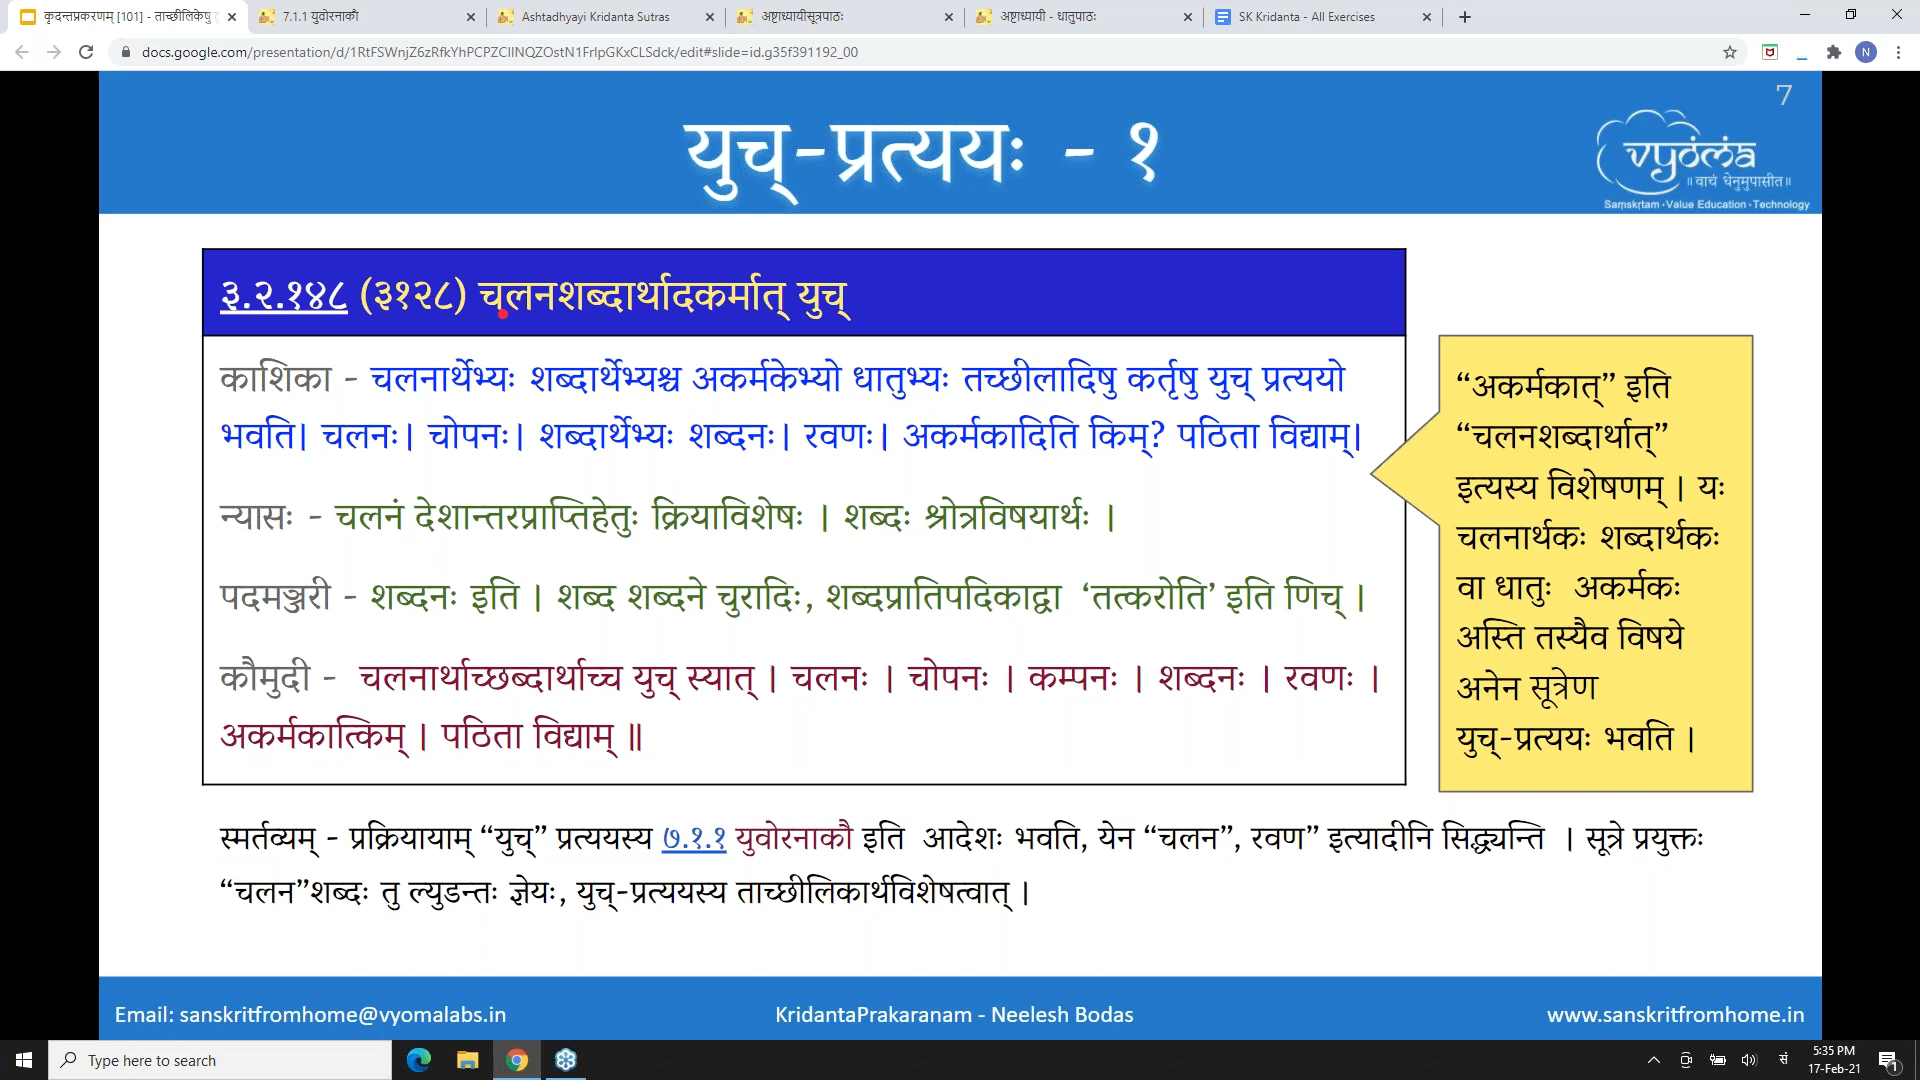 कृदन्तप्रकरणम् [101] - ताच्छीलिकेषु
7.1.1 युवोरनाकौ
Ashtadhyayi Kridanta Sutras
अष्टाध्यायीसूत्रपाठः
अष्टाध्यायी - धातुपाठः
SK Kridanta - All Exercises
docs.google.com/presentation/d/1RtFSWnjZ6zRfkYhPCPZCIINQZOstN1FrlpGKxCLSdck/edit#slide=id.g35f391192_00
N
7
युच्-प्रत्ययः - १
vyoma
॥ वाचं धेनुमुपासीत॥
Saṃskṛtam •Value Education •Technology
३.२.१४८ (३१२८) चलनशब्दार्थादकर्मात् युच्
काशिका - चलनार्थेभ्यः शब्दार्थेभ्यश्च अकर्मकेभ्यो धातुभ्यः तच्छीलादिषु कर्तृषु युच् प्रत्ययो
भवति। चलनः। चोपनः। शब्दार्थेभ्यः शब्दनः। रवणः। अकर्मकादिति किम्? पठिता विद्याम्।
न्यासः - चलनं देशान्तरप्राप्तिहेतुः क्रियाविशेषः । शब्दः श्रोत्रविषयार्थः ।
पदमञ्जरी - शब्दनः इति । शब्द शब्दने चुरादिः, शब्दप्रातिपदिकाद्वा ‘तत्करोति’ इति णिच् ।
कौमुदी - चलनार्थाच्छब्दार्थाच्च युच् स्यात् । चलनः । चोपनः । कम्पनः । शब्दनः । रवणः ।
अकर्मकात्किम् । पठिता विद्याम् ॥
“अकर्मकात्” इति
“चलनशब्दार्थात्”
इत्यस्य विशेषणम् । यः
चलनार्थकः शब्दार्थकः
वा धातुः अकर्मकः
अस्ति तस्यैव विषये
अनेन सूत्रेण
युच्-प्रत्ययः भवति ।
स्मर्तव्यम् - प्रक्रियायाम् “युच्” प्रत्ययस्य ७.१.१ युवोरनाकौ इति आदेशः भवति, येन “चलन”, रवण” इत्यादीनि सिद्ध्यन्ति । सूत्रे प्रयुक्तः
“चलन”शब्दः तु ल्युडन्तः ज्ञेयः, युच्-प्रत्ययस्य ताच्छीलिकार्थविशेषत्वात् ।
Email: sanskritfromhome@vyomalabs.in
KridantaPrakaranam - Neelesh Bodas
www.sanskritfromhome.in
Type here to search
सं
5:35 PM
17-Feb-21
1